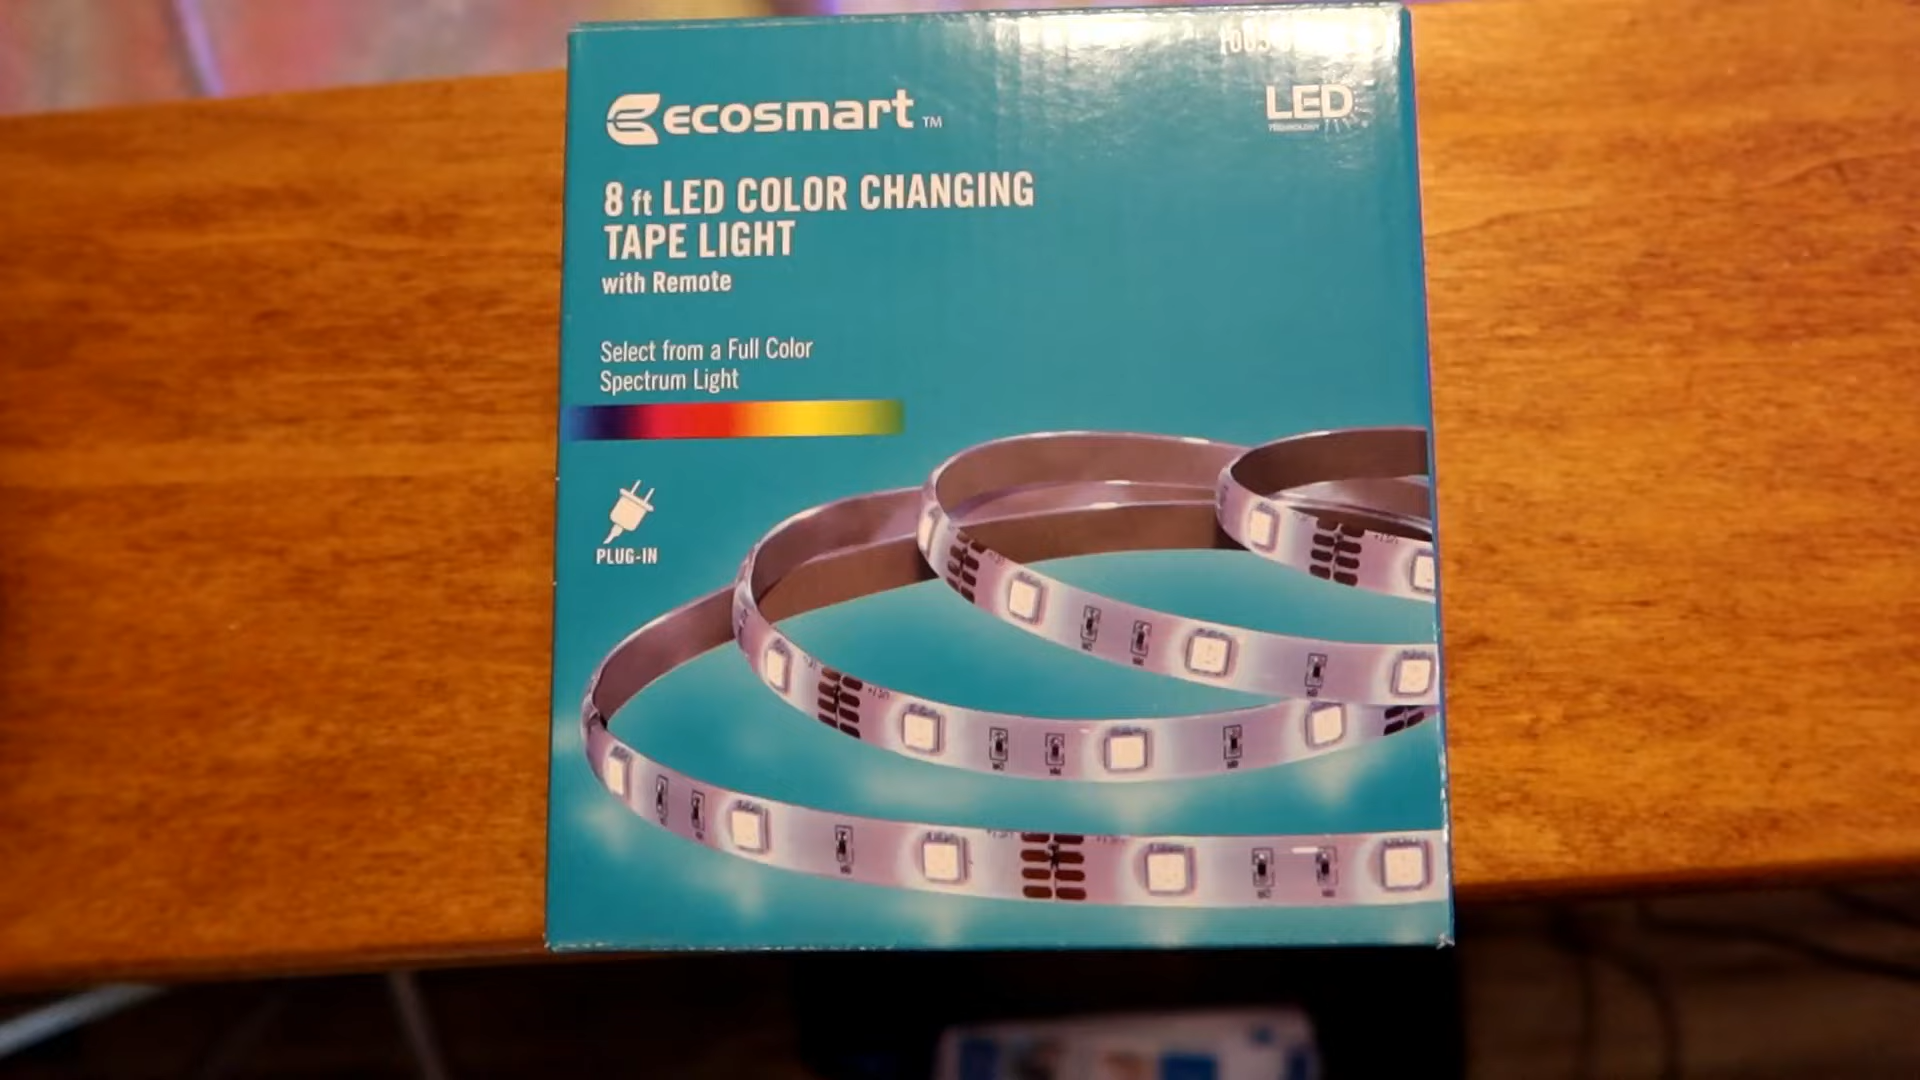 ecosmart™
LED
8 ft LED COLOR CHANGING
TAPE LIGHT
with Remote
Select from a Full Color
Spectrum Light
PLUG-IN